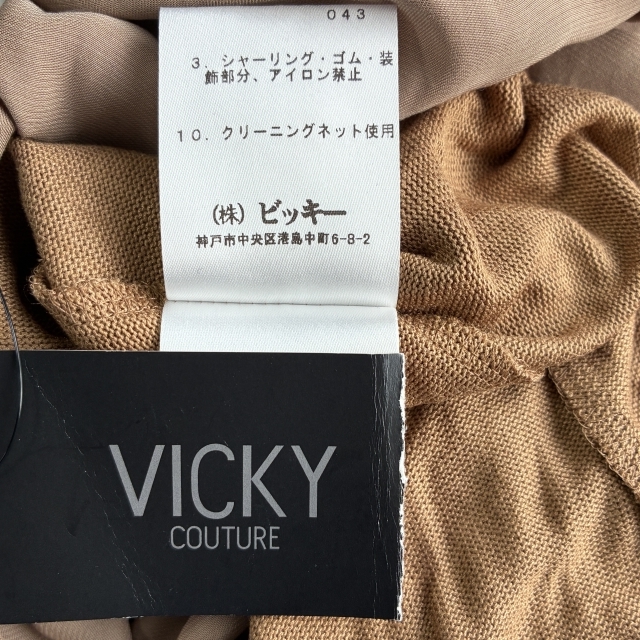 043
3. シャーリング・ゴム・装
飾部分、アイロン禁止
10. クリーニングネット使用
(株) ビッキー
神戸市中央区港島中町6-8-2
VICKY
COUTURE